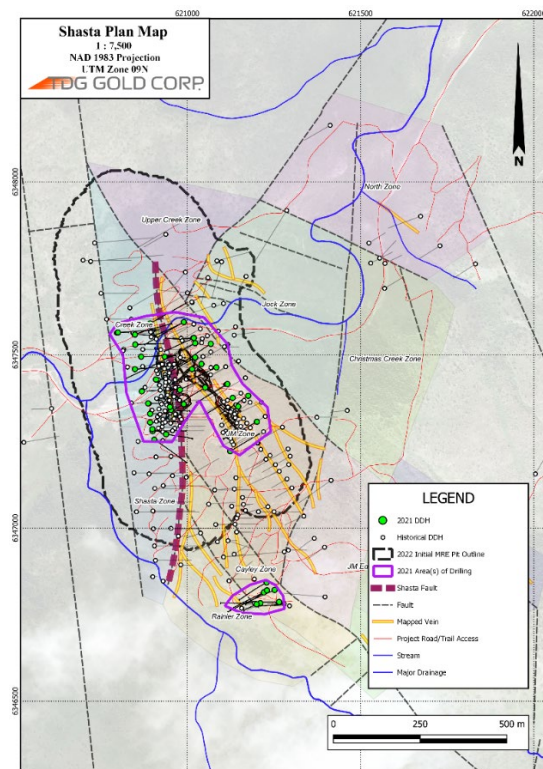 Shasta Plan Map
1 : 7,500
NAD 1983 Projection
UTM Zone 09N
TDG GOLD CORP.
621000
621500
622000
N
6348000
North Zone
Upper Creek Zone
Jock Zone
Creek Zone
6347500
Christmas Creek Zone
JM Zone
Shasta Zone
6347000
Cayley Zone
JM Ea
Rainier Zone
6346500
LEGEND
2021 DDH
Historical DDH
2022 Initial MRE Pit Outline
2021 Area(s) of Drilling
Shasta Fault
Fault
Mapped Vein
Project Road/Trail Access
Stream
Major Drainage
0 250 500 m